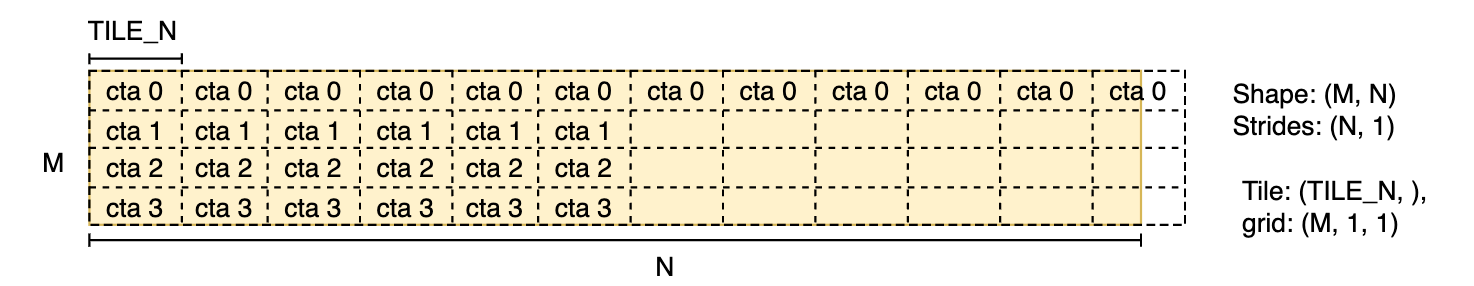 TILE_N
cta 0 cta 0 cta 0 cta 0 cta 0 cta 0 cta 0 cta 0 cta 0 cta 0 cta 0 cta 0
cta 1 cta 1 cta 1 cta 1 cta 1 cta 1
cta 2 cta 2 cta 2 cta 2 cta 2 cta 2
cta 3 cta 3 cta 3 cta 3 cta 3 cta 3
M
N
Shape: (M, N)
Strides: (N, 1)
Tile: (TILE_N, ),
grid: (M, 1, 1)